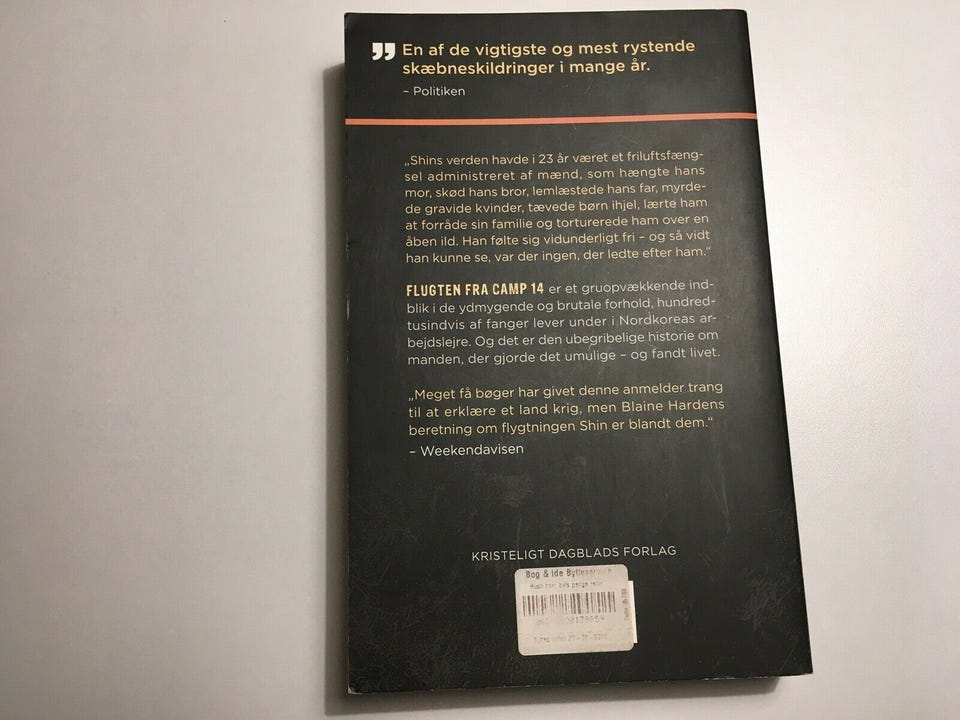 ” En af de vigtigste og mest rystende
skæbneskildringer i mange år.
– Politiken
„Shins verden havde i 23 år været et friluftsfæng-
sel administreret af mænd, som hængte hans
mor, skød hans bror, lemlæstede hans far, myrde-
de gravide kvinder, tævede børn ihjel, lærte ham
at forråde sin familie og torturerede ham over en
åben ild. Han følte sig vidunderligt fri – og så vidt
han kunne se, var der ingen, der ledte efter ham.“
FLUGTEN FRA CAMP 14 er et gruopvækkende ind-
blik i de ydmygende og brutale forhold, hundred-
tusindvis af fanger lever under i Nordkoreas ar-
bejdslejre. Og det er den ubegribelige historie om
manden, der gjorde det umulige – og fandt livet.
„Meget få bøger har givet denne anmelder trang
til at erklære et land krig, men Blaine Hardens
beretning om flygtningen Shin er blandt dem.“
– Weekendavisen
KRISTELIGT DAGBLADS FORLAG
Bog & Ide